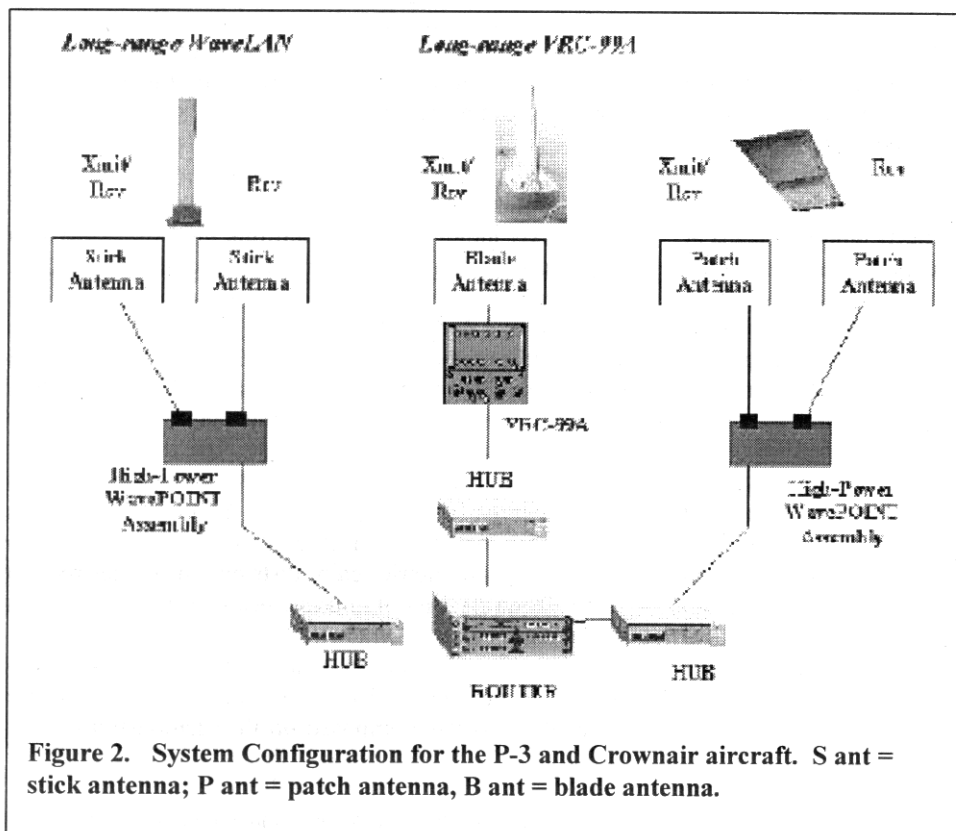 Long-range WaveLAN
Long-range VRC-99A
Xmit/
Rcv
Rcv
Xmit/
Rcv
Xmit/
Rcv
Rcv
Stick
Antenna
Stick
Antenna
Blade
Antenna
Patch
Antenna
Patch
Antenna
VRC-99A
High-Power
WavePOINT
Assembly
HUB
High-Power
WavePOINT
Assembly
HUB
ROUTER
HUB
Figure 2. System Configuration for the P-3 and Crownair aircraft. S ant =
stick antenna; P ant = patch antenna, B ant = blade antenna.